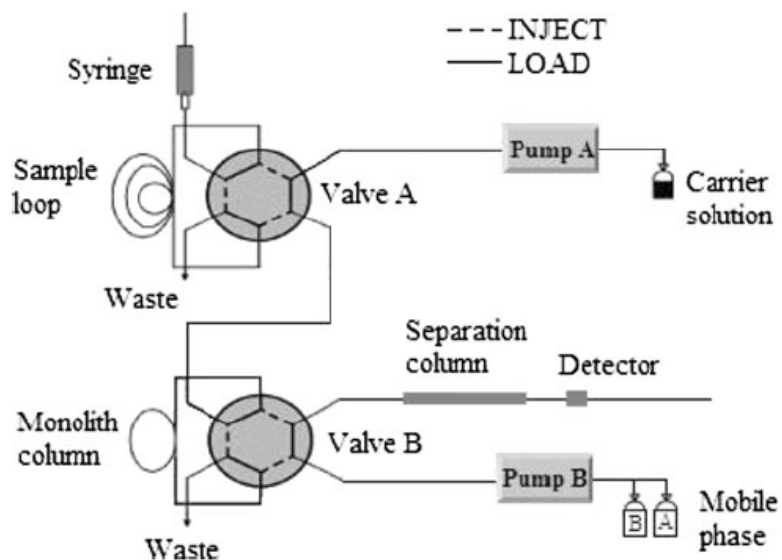 INJECT
LOAD
Syringe
Pump A
Sample
loop
Valve A
Carrier
solution
Waste
Separation
column
Detector
Monolith
column
Valve B
Pump B
B
A
Mobile
phase
Waste